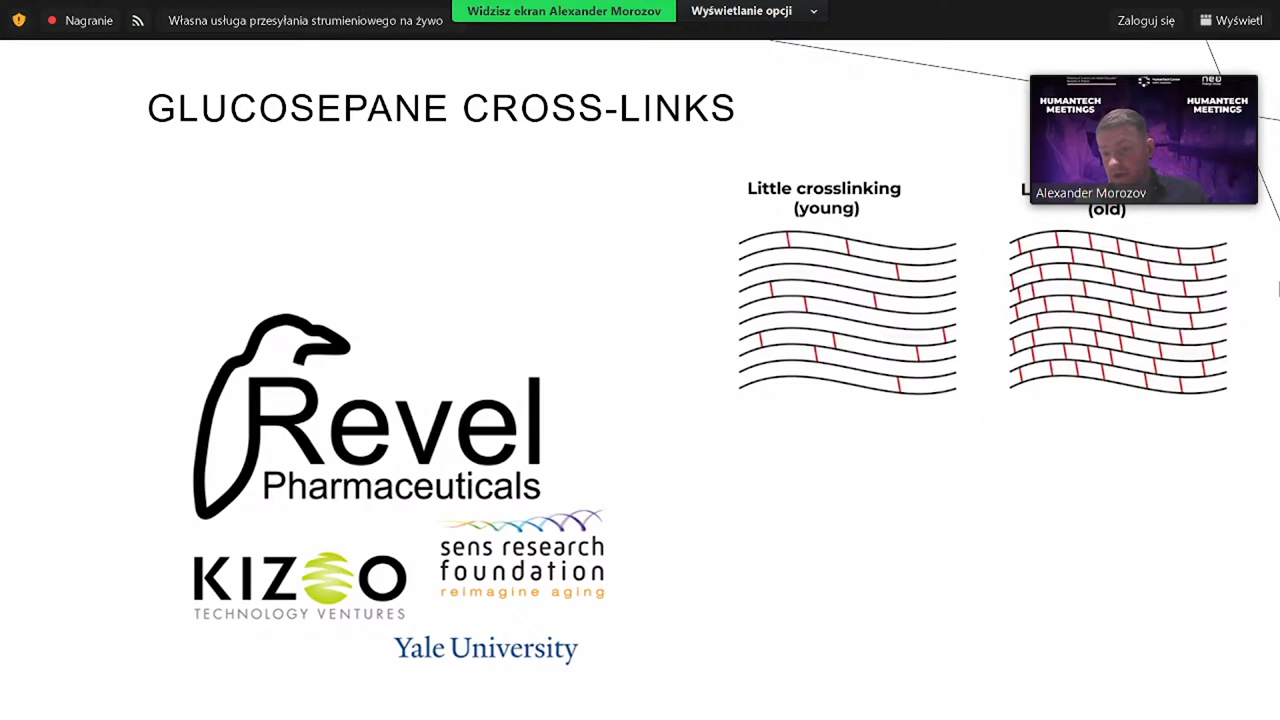 Nagranie
Własna usługa przesyłania strumieniowego na żywo
Widzisz ekran Alexander Morozov
Wyświetlanie opcji
Zaloguj się
Wyświetl
GLUCOSEPANE CROSS-LINKS
HUMANTECH
MEETINGS
HUMANTECH
MEETINGS
Alexander Morozov
Little crosslinking
(young)
(old)
Revel
Pharmaceuticals
sens research
foundation
reimagine aging
KIZOO
TECHNOLOGY VENTURES
Yale University